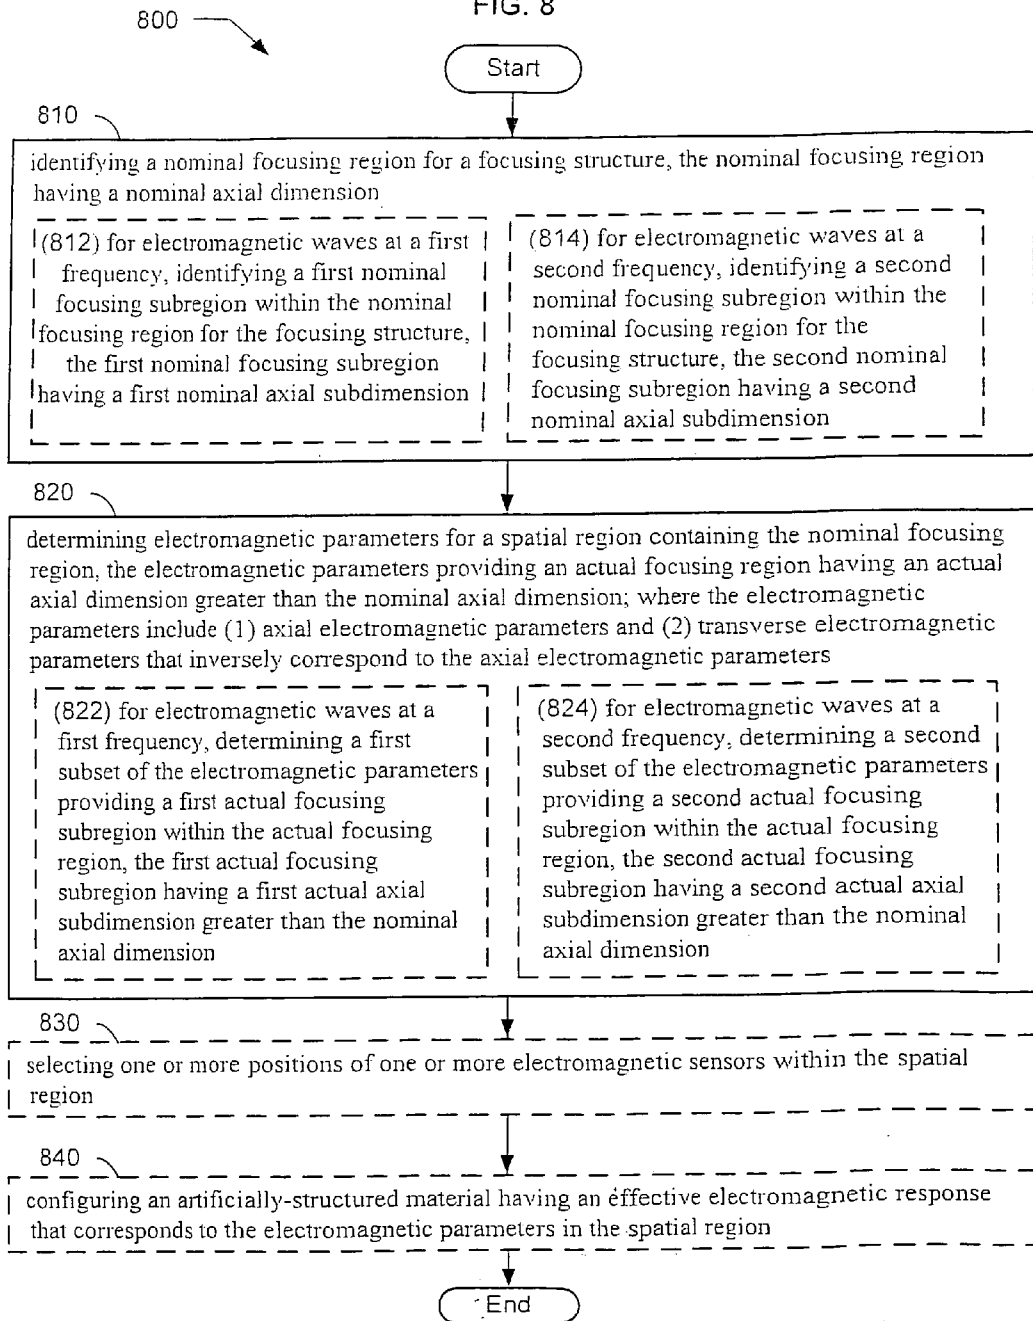 FIG. 8
800
Start
810
identifying a nominal focusing region for a focusing structure, the nominal focusing region
having a nominal axial dimension
(812) for electromagnetic waves at a first
frequency, identifying a first nominal
focusing subregion within the nominal
focusing region for the focusing structure,
the first nominal focusing subregion
having a first nominal axial subdimension
(814) for electromagnetic waves at a
second frequency, identifying a second
nominal focusing subregion within the
nominal focusing region for the
focusing structure, the second nominal
focusing subregion having a second
nominal axial subdimension
820
determining electromagnetic parameters for a spatial region containing the nominal focusing
region, the electromagnetic parameters providing an actual focusing region having an actual
axial dimension greater than the nominal axial dimension; where the electromagnetic
parameters include (1) axial electromagnetic parameters and (2) transverse electromagnetic
parameters that inversely correspond to the axial electromagnetic parameters
(822) for electromagnetic waves at a
first frequency, determining a first
subset of the electromagnetic parameters
providing a first actual focusing
subregion within the actual focusing
region, the first actual focusing
subregion having a first actual axial
subdimension greater than the nominal
axial dimension
(824) for electromagnetic waves at a
second frequency, determining a second
subset of the electromagnetic parameters
providing a second actual focusing
subregion within the actual focusing
region, the second actual focusing
subregion having a second actual axial
subdimension greater than the nominal
axial dimension
830
selecting one or more positions of one or more electromagnetic sensors within the spatial
region
840
configuring an artificially-structured material having an effective electromagnetic response
that corresponds to the electromagnetic parameters in the spatial region
End